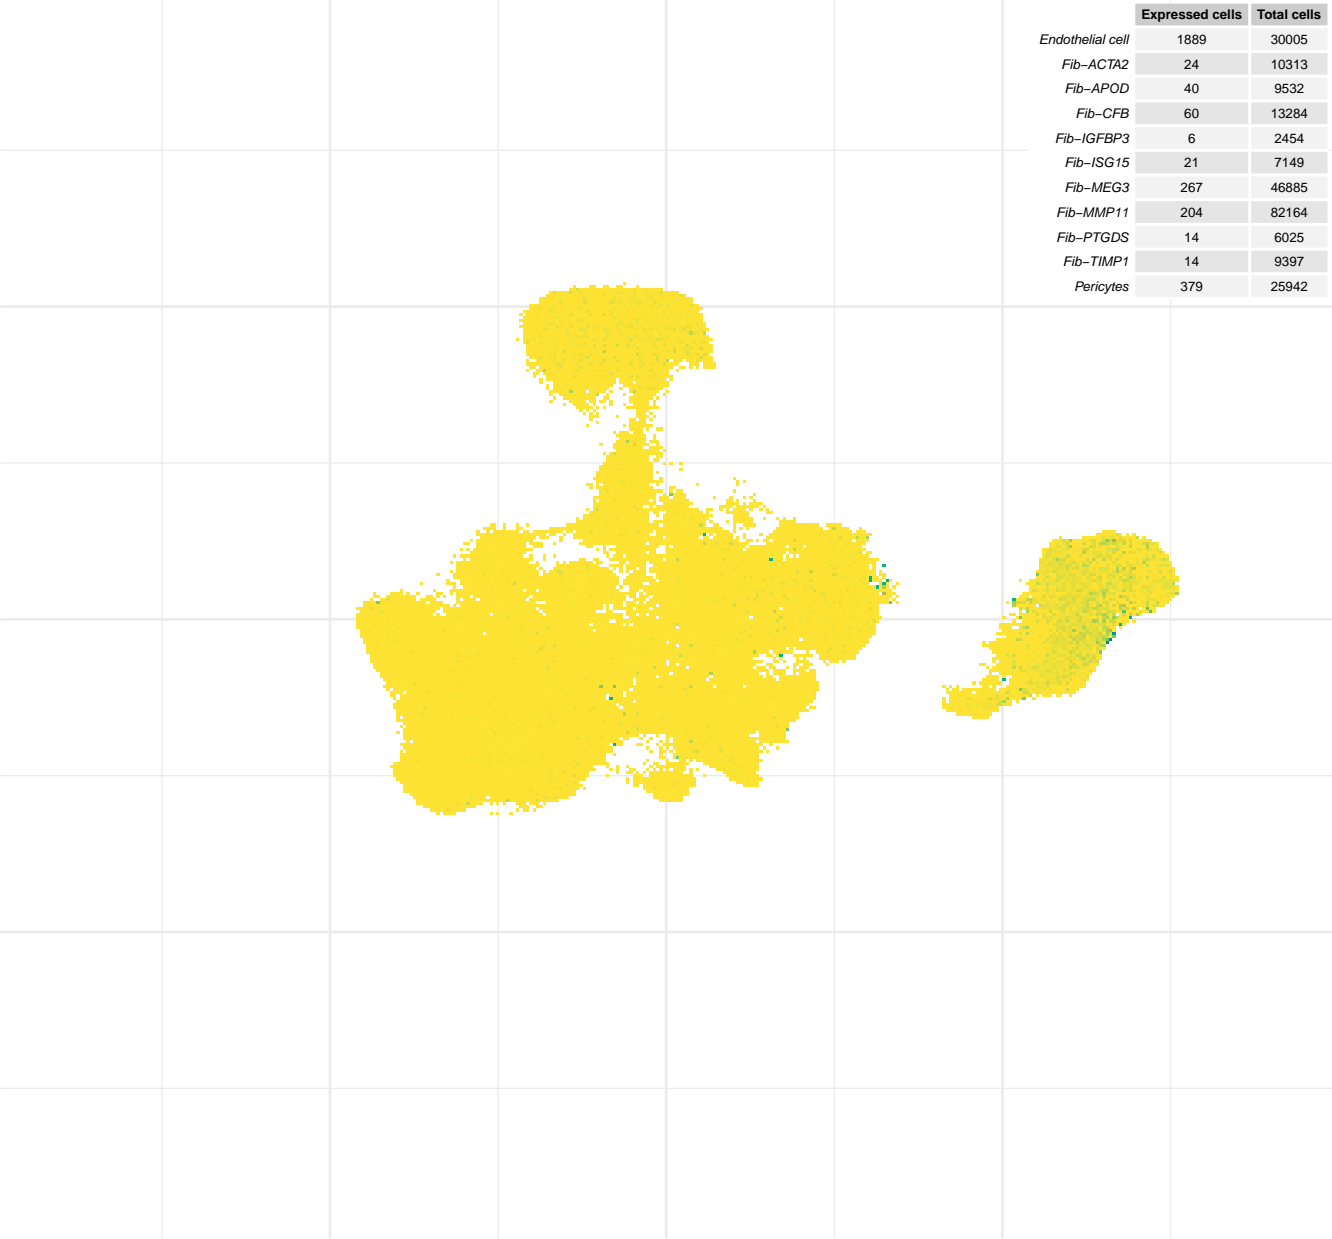 Expressed cells Total cells
Endothelial cell 1889 30005
Fib−ACTA2 24 10313
Fib−APOD 40 9532
Fib−CFB 60 13284
Fib−IGFBP3 6 2454
Fib−ISG15 21 7149
Fib−MEG3 267 46885
Fib−MMP11 204 82164
Fib−PTGDS 14 6025
Fib−TIMP1 14 9397
Pericytes 379 25942